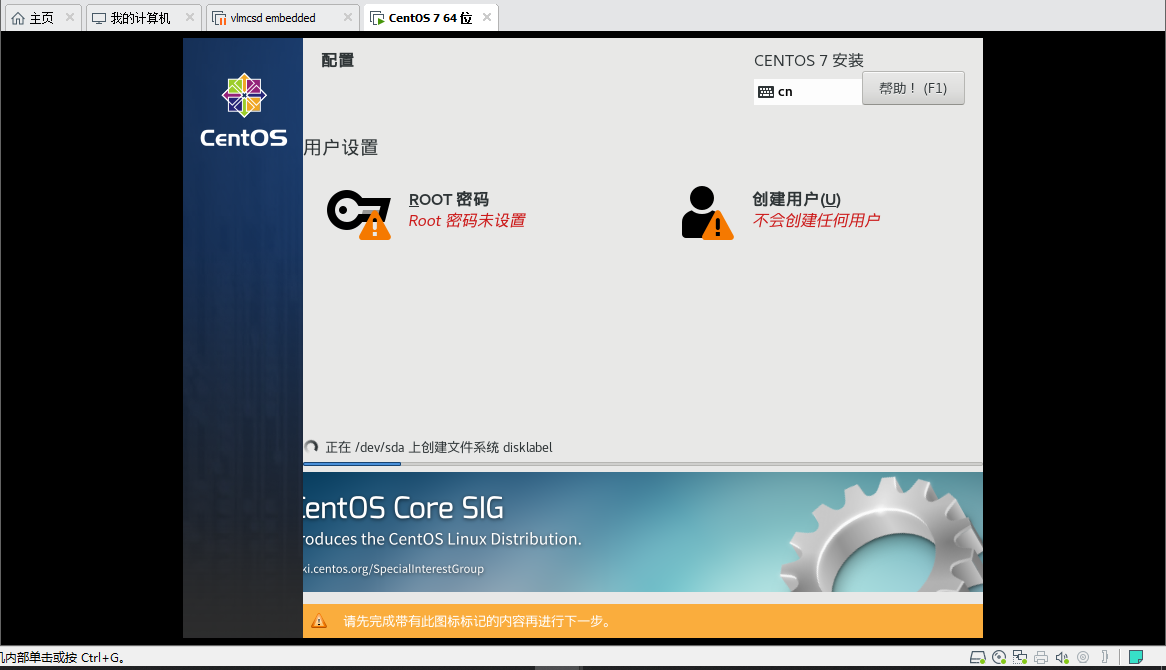 主页
我的计算机
vlmcsd embedded
CentOS 7 64 位
CentOS
配置
CENTOS 7 安装
cn
帮助！(F1)
用户设置
ROOT 密码
Root 密码未设置
创建用户(U)
不会创建任何用户
正在 /dev/sda 上创建文件系统 disklabel
entOS Core SIG
roduces the CentOS Linux Distribution.
ki.centos.org/SpecialInterestGroup
请先完成带有此图标标记的内容再进行下一步。
内部单击或按 Ctrl+G。